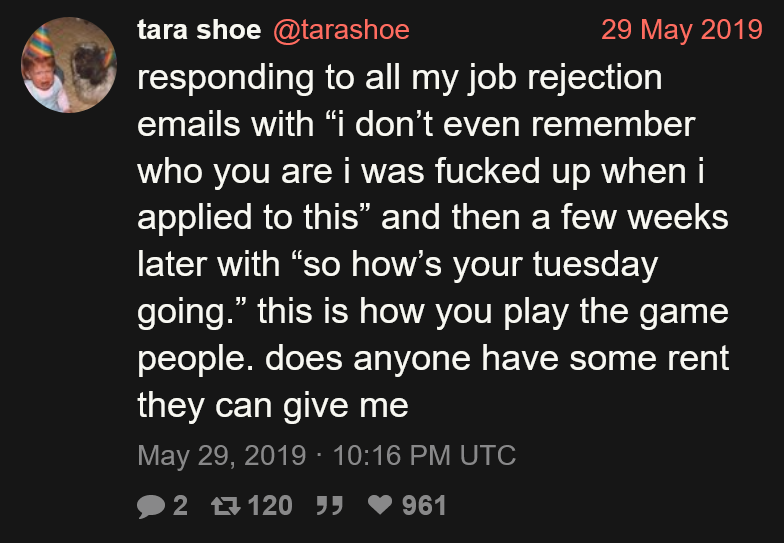 tara shoe @tarashoe 29 May 2019
responding to all my job rejection
emails with “i don’t even remember
who you are i was fucked up when i
applied to this” and then a few weeks
later with “so how’s your tuesday
going.” this is how you play the game
people. does anyone have some rent
they can give me
May 29, 2019 · 10:16 PM UTC
2 120 961